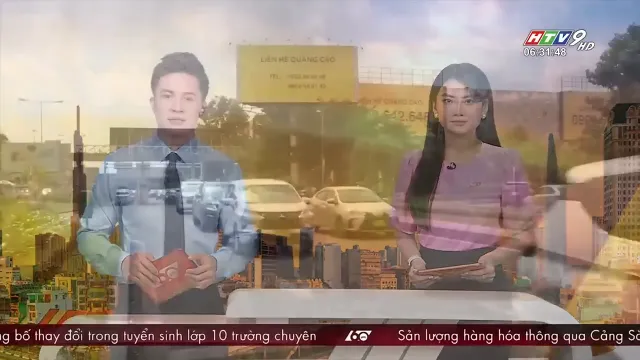 HTV9 HD
06:31:48
LIÊN HỆ QUẢNG CÁO
ng bố thay đổi trong tuyển sinh lớp 10 trường chuyên
Sản lượng hàng hóa thông qua Cảng Sà